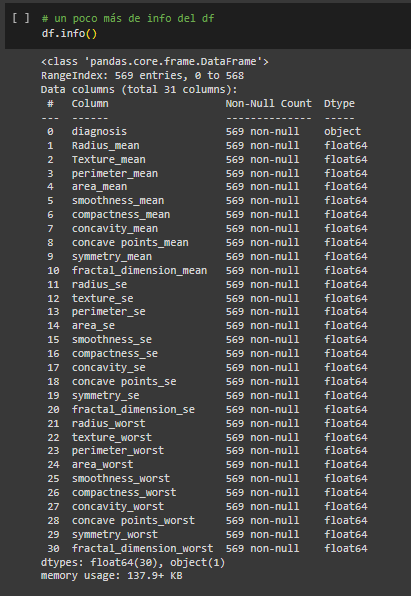 [ ] # un poco más de info del df
df.info()
<class 'pandas.core.frame.DataFrame'>
RangeIndex: 569 entries, 0 to 568
Data columns (total 31 columns):
 #   Column                   Non-Null Count  Dtype
---  ------                   --------------  -----
 0   diagnosis                569 non-null    object
 1   Radius_mean              569 non-null    float64
 2   Texture_mean             569 non-null    float64
 3   perimeter_mean           569 non-null    float64
 4   area_mean                569 non-null    float64
 5   smoothness_mean          569 non-null    float64
 6   compactness_mean         569 non-null    float64
 7   concavity_mean           569 non-null    float64
 8   concave points_mean      569 non-null    float64
 9   symmetry_mean            569 non-null    float64
 10  fractal_dimension_mean   569 non-null    float64
 11  radius_se                569 non-null    float64
 12  texture_se               569 non-null    float64
 13  perimeter_se             569 non-null    float64
 14  area_se                  569 non-null    float64
 15  smoothness_se            569 non-null    float64
 16  compactness_se           569 non-null    float64
 17  concavity_se             569 non-null    float64
 18  concave points_se        569 non-null    float64
 19  symmetry_se              569 non-null    float64
 20  fractal_dimension_se     569 non-null    float64
 21  radius_worst             569 non-null    float64
 22  texture_worst            569 non-null    float64
 23  perimeter_worst          569 non-null    float64
 24  area_worst               569 non-null    float64
 25  smoothness_worst         569 non-null    float64
 26  compactness_worst        569 non-null    float64
 27  concavity_worst          569 non-null    float64
 28  concave points_worst     569 non-null    float64
 29  symmetry_worst           569 non-null    float64
 30  fractal_dimension_worst  569 non-null    float64
dtypes: float64(30), object(1)
memory usage: 137.9+ KB